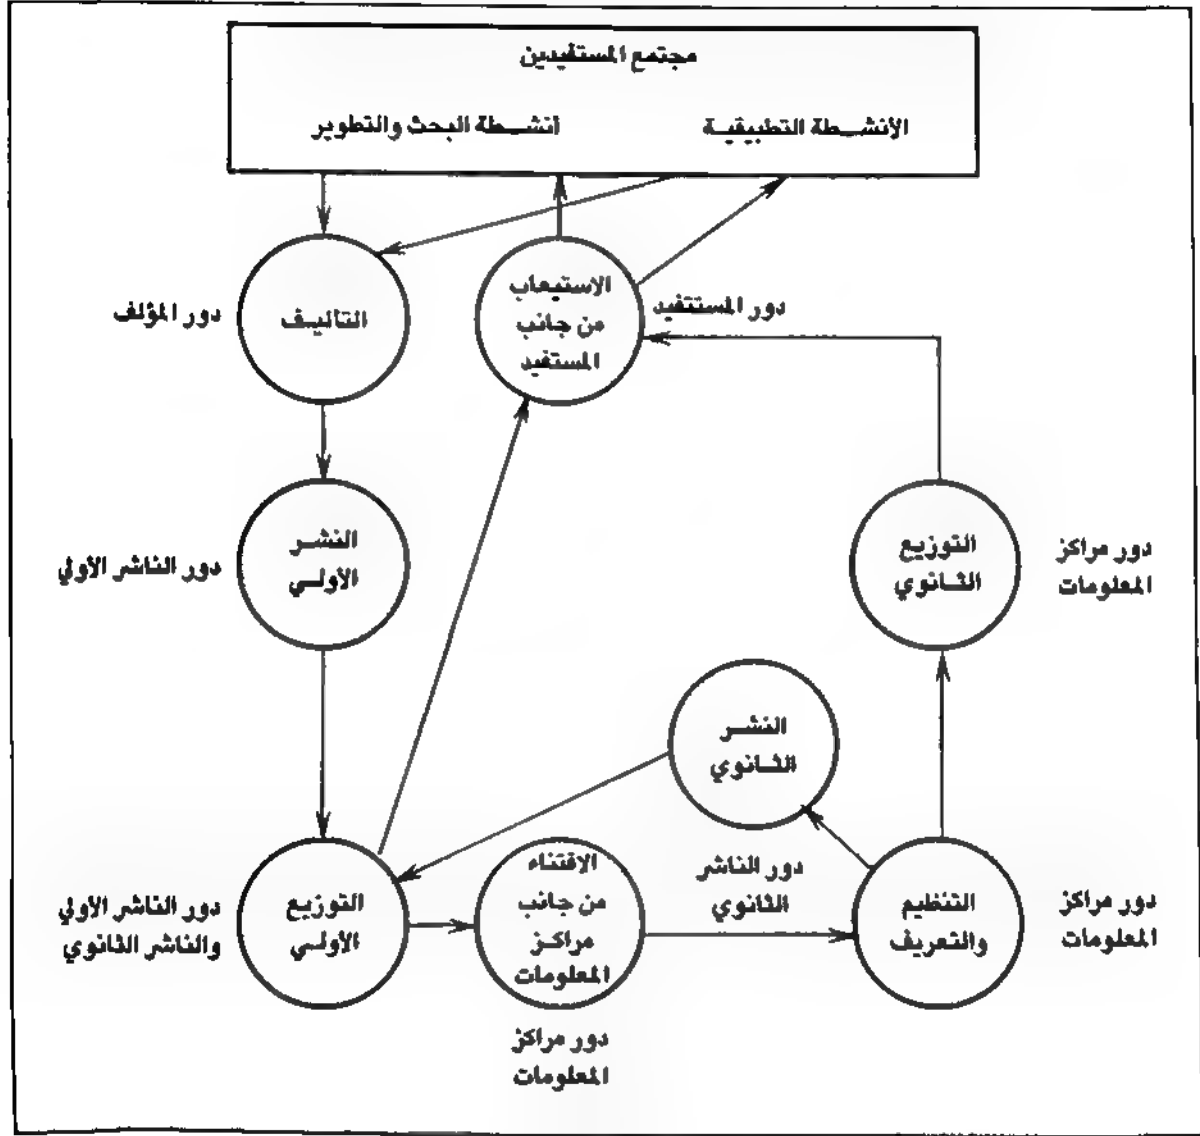 مجتمع المستفيدين
الأنشطة التطبيقية
أنشطة البحث والتطوير
التأليف
دور المؤلف
الاستيعاب
من جانب
المستفيد
دور المستتفيد
النشر
الأولي
دور الناشر الأولي
التوزيع
الثانوي
دور مراكز
المعلومات
النشر
الثانوي
دور الناشر
الثانوي
التوزيع
الأولي
دور الناشر الأولي
والناشر الثانوي
الاقتناء
من جانب
مراكز
المعلومات
دور مراكز
المعلومات
التنظيم
والتعريف
دور مراكز
المعلومات